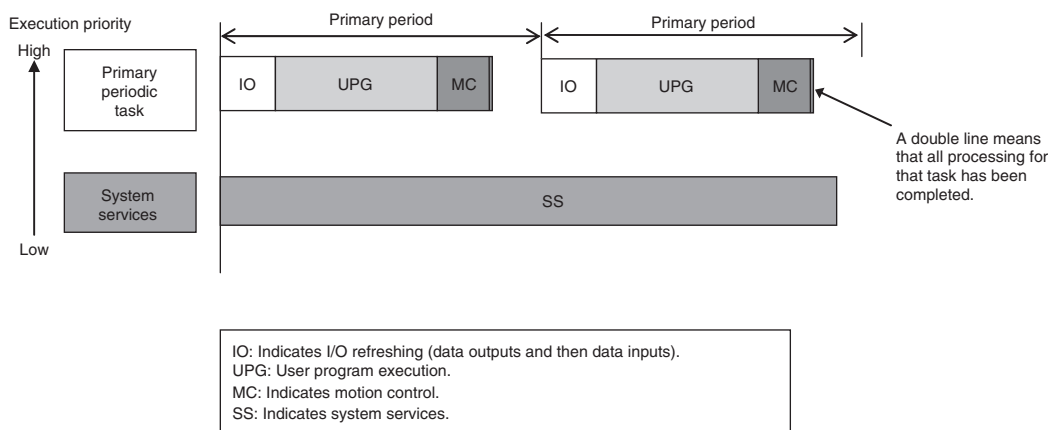 Execution priority
Primary period
Primary period
High
Primary
periodic
task
IO
UPG
MC
IO
UPG
MC
A double line means
that all processing for
that task has been
completed.
System
services
SS
Low
IO: Indicates I/O refreshing (data outputs and then data inputs).
UPG: User program execution.
MC: Indicates motion control.
SS: Indicates system services.